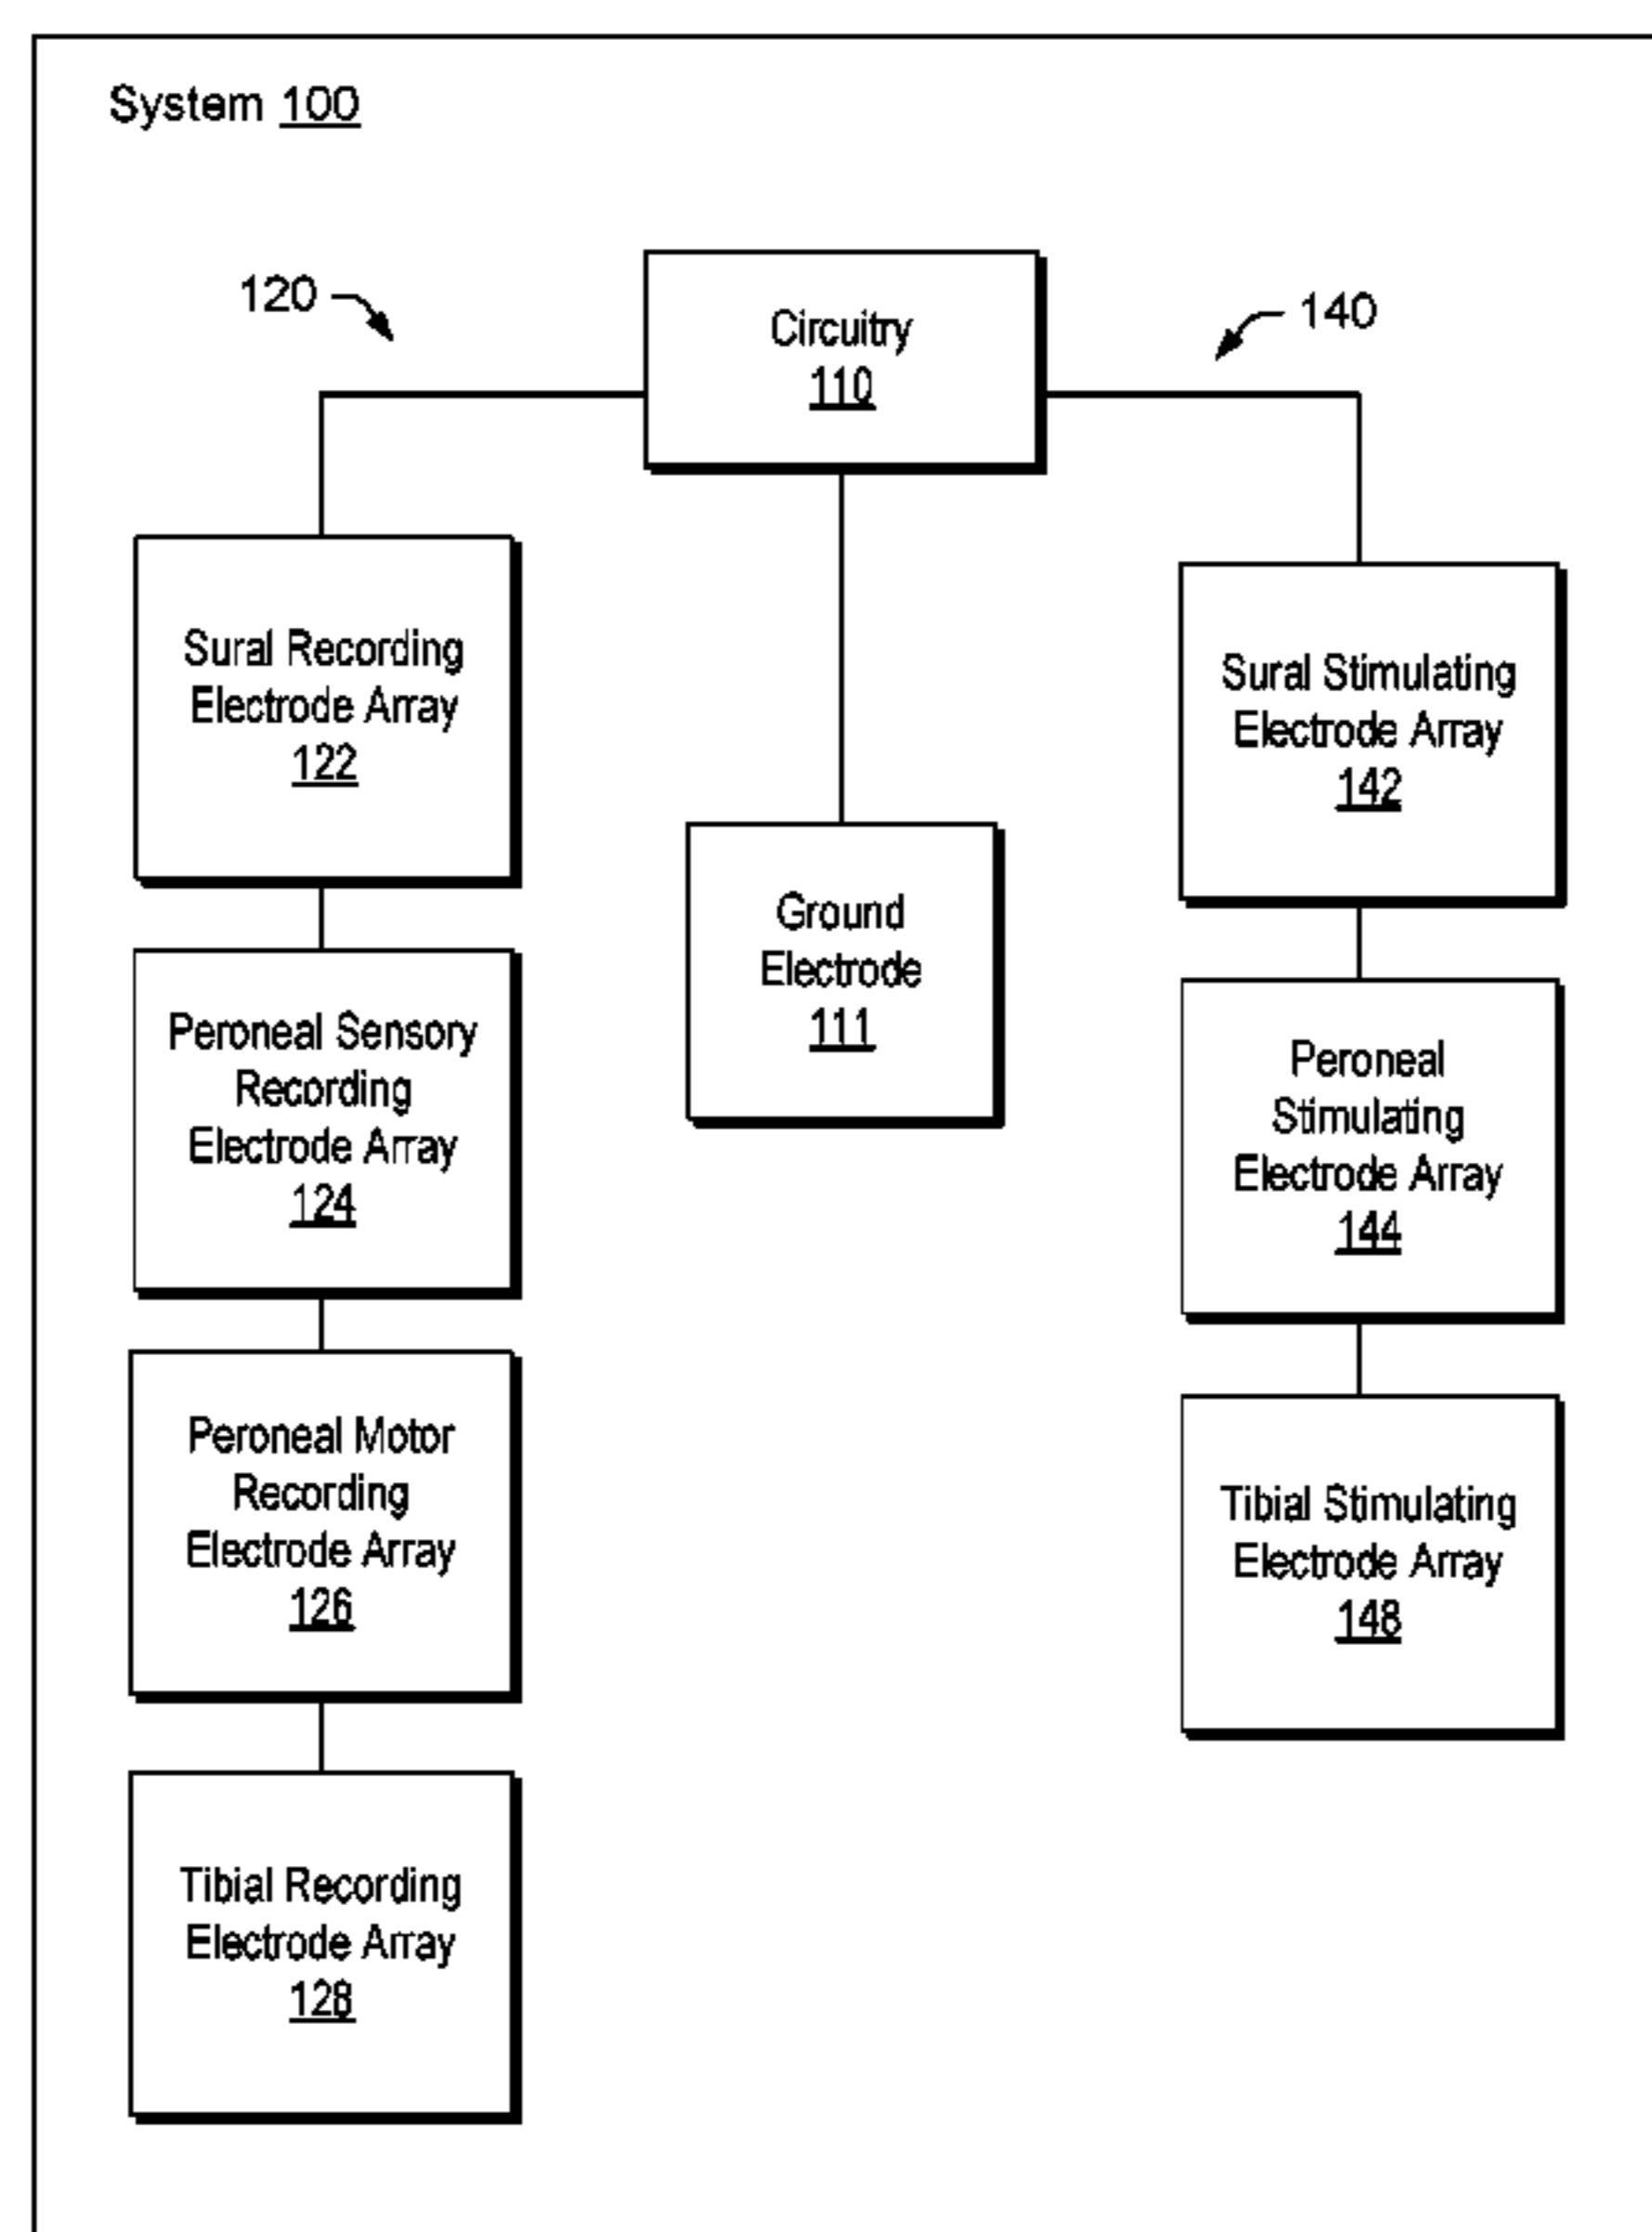 System 100
120
Circuitry
110
140
Sural Recording
Electrode Array
122
Peroneal Sensory
Recording
Electrode Array
124
Peroneal Motor
Recording
Electrode Array
126
Tibial Recording
Electrode Array
128
Ground
Electrode
111
Sural Stimulating
Electrode Array
142
Peroneal
Stimulating
Electrode Array
144
Tibial Stimulating
Electrode Array
148